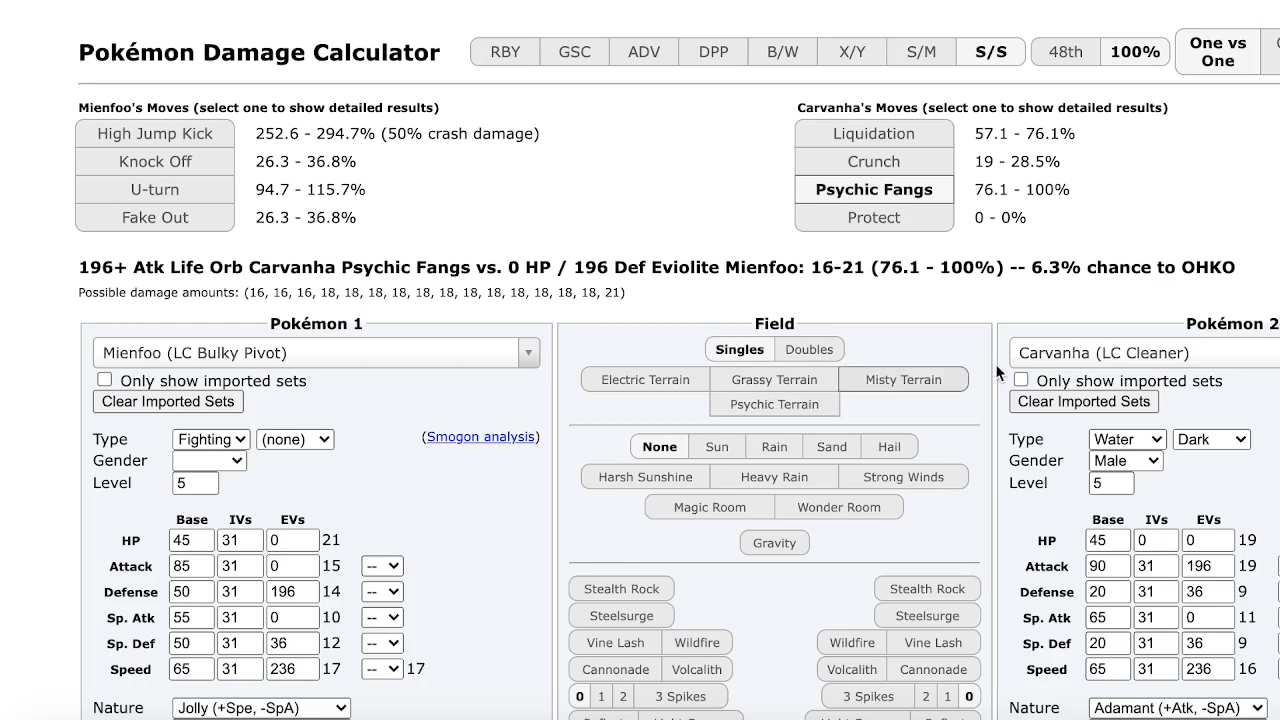 Pokémon Damage Calculator RBY GSC ADV DPP B/W X/Y S/M S/S 48th 100% One vs One
Mienfoo's Moves (select one to show detailed results) Carvanha's Moves (select one to show detailed results)
High Jump Kick 252.6 - 294.7% (50% crash damage) Liquidation 57.1 - 76.1%
Knock Off 26.3 - 36.8% Crunch 19 - 28.5%
U-turn 94.7 - 115.7% Psychic Fangs 76.1 - 100%
Fake Out 26.3 - 36.8% Protect 0 - 0%
196+ Atk Life Orb Carvanha Psychic Fangs vs. 0 HP / 196 Def Eviolite Mienfoo: 16-21 (76.1 - 100%) -- 6.3% chance to OHKO
Possible damage amounts: (16, 16, 16, 18, 18, 18, 18, 18, 18, 18, 18, 18, 18, 18, 18, 21)
Pokémon 1
Mienfoo (LC Bulky Pivot)
Only show imported sets
Clear Imported Sets
Type Fighting (none) (Smogon analysis)
Gender
Level 5
Base IVs EVs
HP 45 31 0 21
Attack 85 31 0 15 --
Defense 50 31 196 14 --
Sp. Atk 55 31 0 10 --
Sp. Def 50 31 36 12 --
Speed 65 31 236 17 -- 17
Nature Jolly (+Spe, -SpA)
Field
Singles Doubles
Electric Terrain Grassy Terrain Misty Terrain
Psychic Terrain
None Sun Rain Sand Hail
Harsh Sunshine Heavy Rain Strong Winds
Magic Room Wonder Room
Gravity
Stealth Rock Stealth Rock
Steelsurge Steelsurge
Vine Lash Wildfire Wildfire Vine Lash
Cannonade Volcalith Volcalith Cannonade
0 1 2 3 Spikes 3 Spikes 2 1 0
Pokémon 2
Carvanha (LC Cleaner)
Only show imported sets
Clear Imported Sets
Type Water Dark
Gender Male
Level 5
Base IVs EVs
HP 45 0 0 19
Attack 90 31 196 19
Defense 20 31 36 9
Sp. Atk 65 31 0 11
Sp. Def 20 31 36 9
Speed 65 31 236 16
Nature Adamant (+Atk, -SpA)